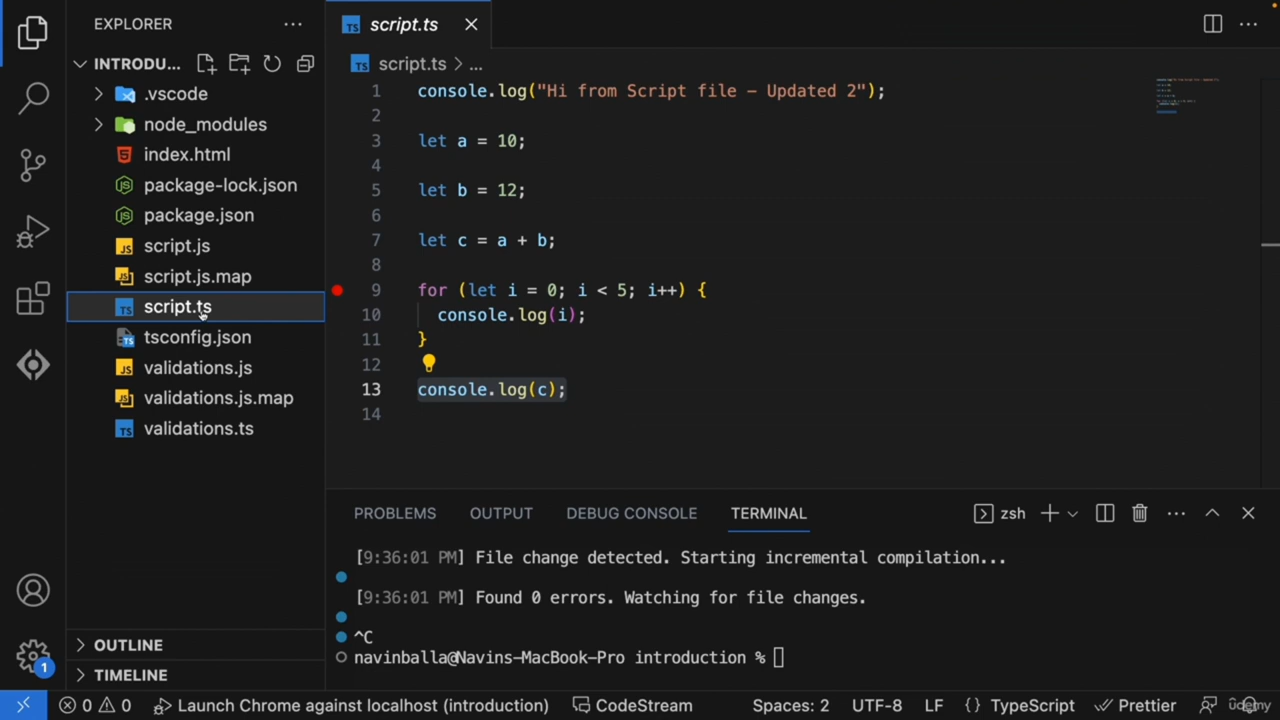 EXPLORER
INTRODU...
.vscode
node_modules
index.html
package-lock.json
package.json
script.js
script.js.map
script.ts
tsconfig.json
validations.js
validations.js.map
validations.ts
OUTLINE
TIMELINE
1
TS script.ts
TS script.ts > ...
1 console.log("Hi from Script file – Updated 2");
2
3 let a = 10;
4
5 let b = 12;
6
7 let c = a + b;
8
9 for (let i = 0; i < 5; i++) {
10 console.log(i);
11 }
12
13 console.log(c);
14
PROBLEMS OUTPUT DEBUG CONSOLE TERMINAL zsh
[9:36:01 PM] File change detected. Starting incremental compilation...
[9:36:01 PM] Found 0 errors. Watching for file changes.
^C
navinballa@Navins-MacBook-Pro introduction %
0 0 Launch Chrome against localhost (introduction) CodeStream Spaces: 2 UTF-8 LF {} TypeScript Prettier
udemy